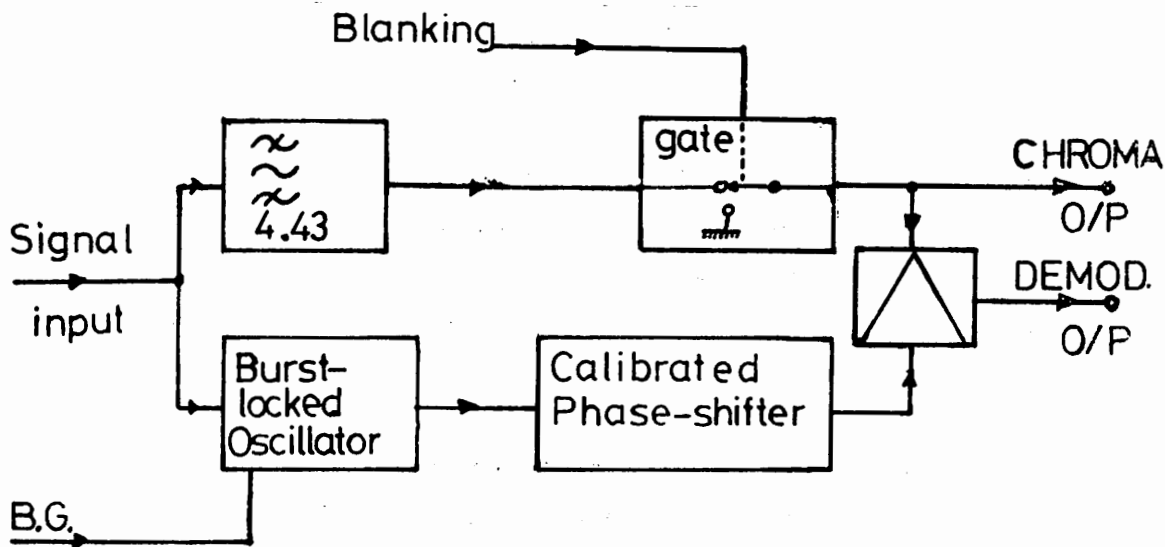 Blanking
gate
CHROMA
O/P
4.43
Signal
input
DEMOD.
O/P
Burst-
locked
Oscillator
Calibrated
Phase-shifter
B.G.